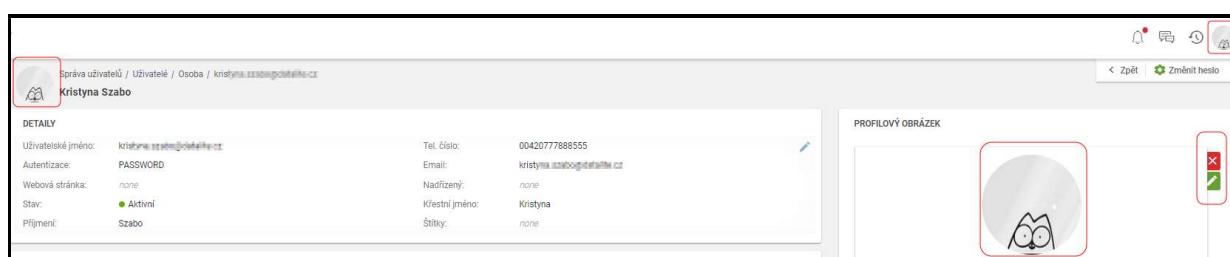 Zpět
Změnit heslo
Správa uživatelů / Uživatelé / Osoba /
Kristyna Szabo
DETAILY
Uživatelské jméno:
Tel. číslo: 00420777888555
Autentizace: PASSWORD
Email:
Webová stránka: none
Nadřízený: none
Stav: Aktivní
Křestní jméno: Kristyna
Příjmení: Szabo
Štítky: none
PROFILOVÝ OBRÁZEK